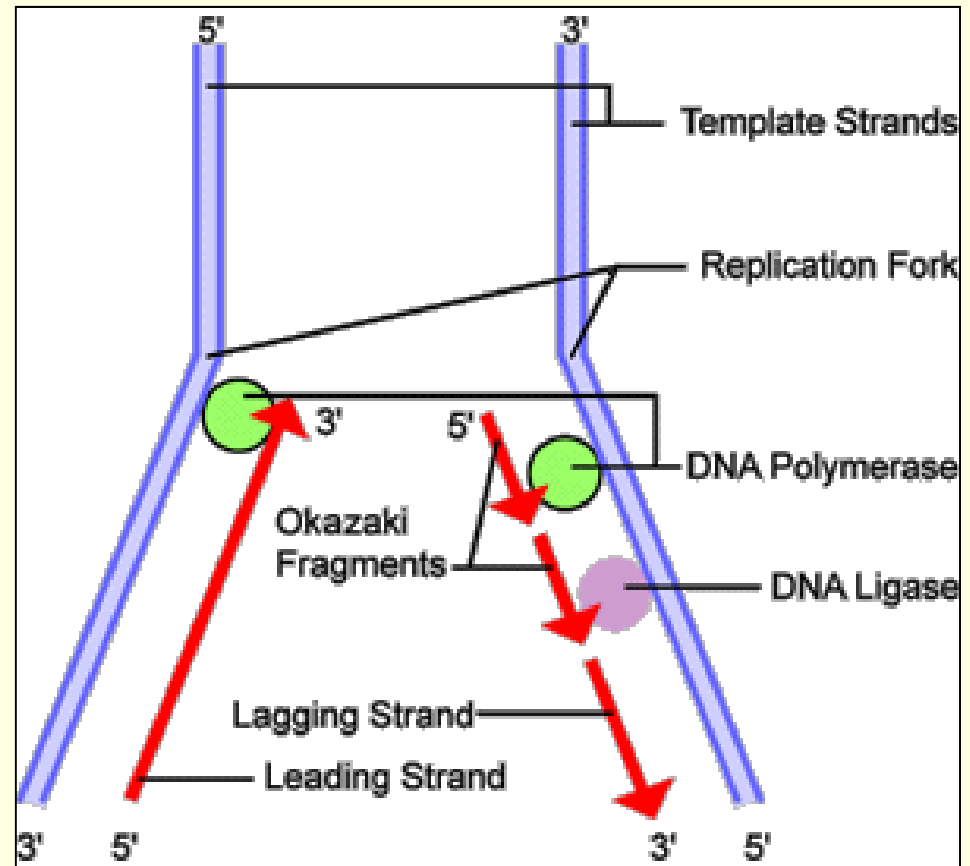 5'
3'
Template Strands
Replication Fork
3'
5'
DNA Polymerase
Okazaki
Fragments
DNA Ligase
Lagging Strand
Leading Strand
3'
5'
3'
5'